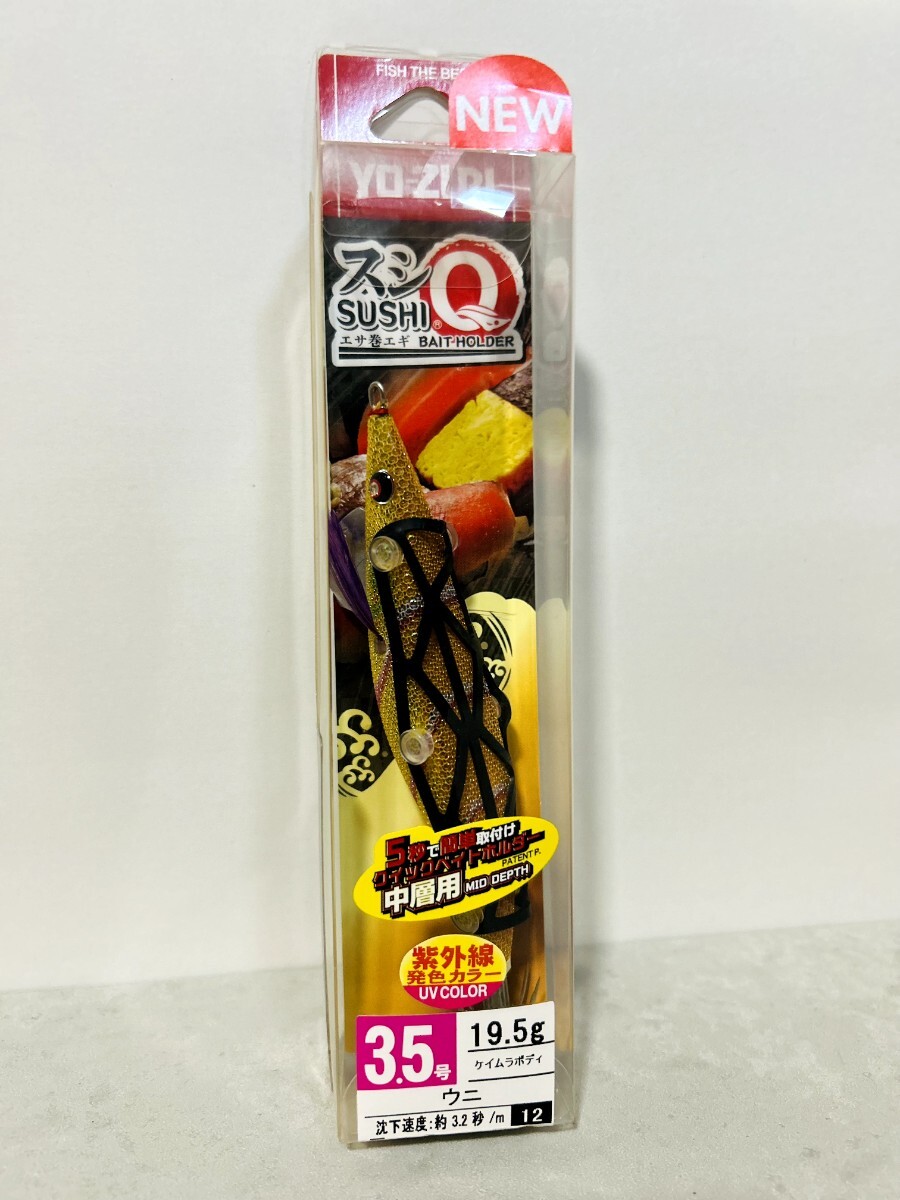 FISH THE BE
NEW
YO-ZURI
スシ
SUSHI® Q
エサ巻エギ BAIT HOLDER
5秒で簡単取付け
クイックベイトホルダー
PATENT P.
中層用 MID DEPTH
紫外線
発色カラー
UV COLOR
3.5号
19.5g
ケイムラボディ
ウニ
沈下速度:約3.2秒/m 12